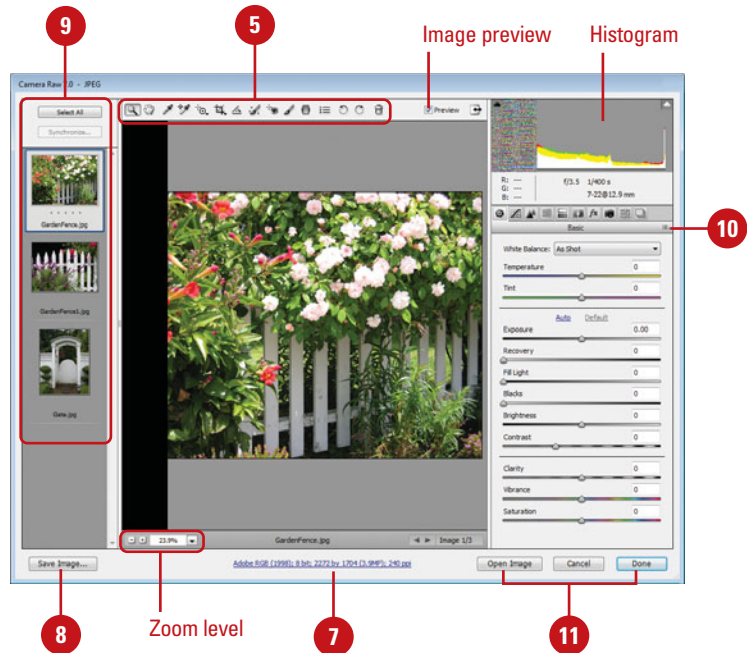 9
5
Image preview
Histogram
Camera Raw 7.0 - JPEG
Select All
Synchronize...
Preview
R: ---
G: ---
B: ---
f/3.5 1/400 s
7-22@12.9 mm
10
Basic
GardenFence.jpg
White Balance: As Shot
Temperature 0
Tint 0
GardenFence1.jpg
Auto Default
Exposure 0.00
Recovery 0
Fill Light 0
Blacks 0
Gate.jpg
Brightness 0
Contrast 0
Clarity 0
Vibrance 0
Saturation 0
23.9% GardenFence.jpg Image 1/3
Save Image... Adobe RGB (1998); 8 bit; 2272 by 1704 (3.9MP); 240 ppi Open Image Cancel Done
8
Zoom level
7
11